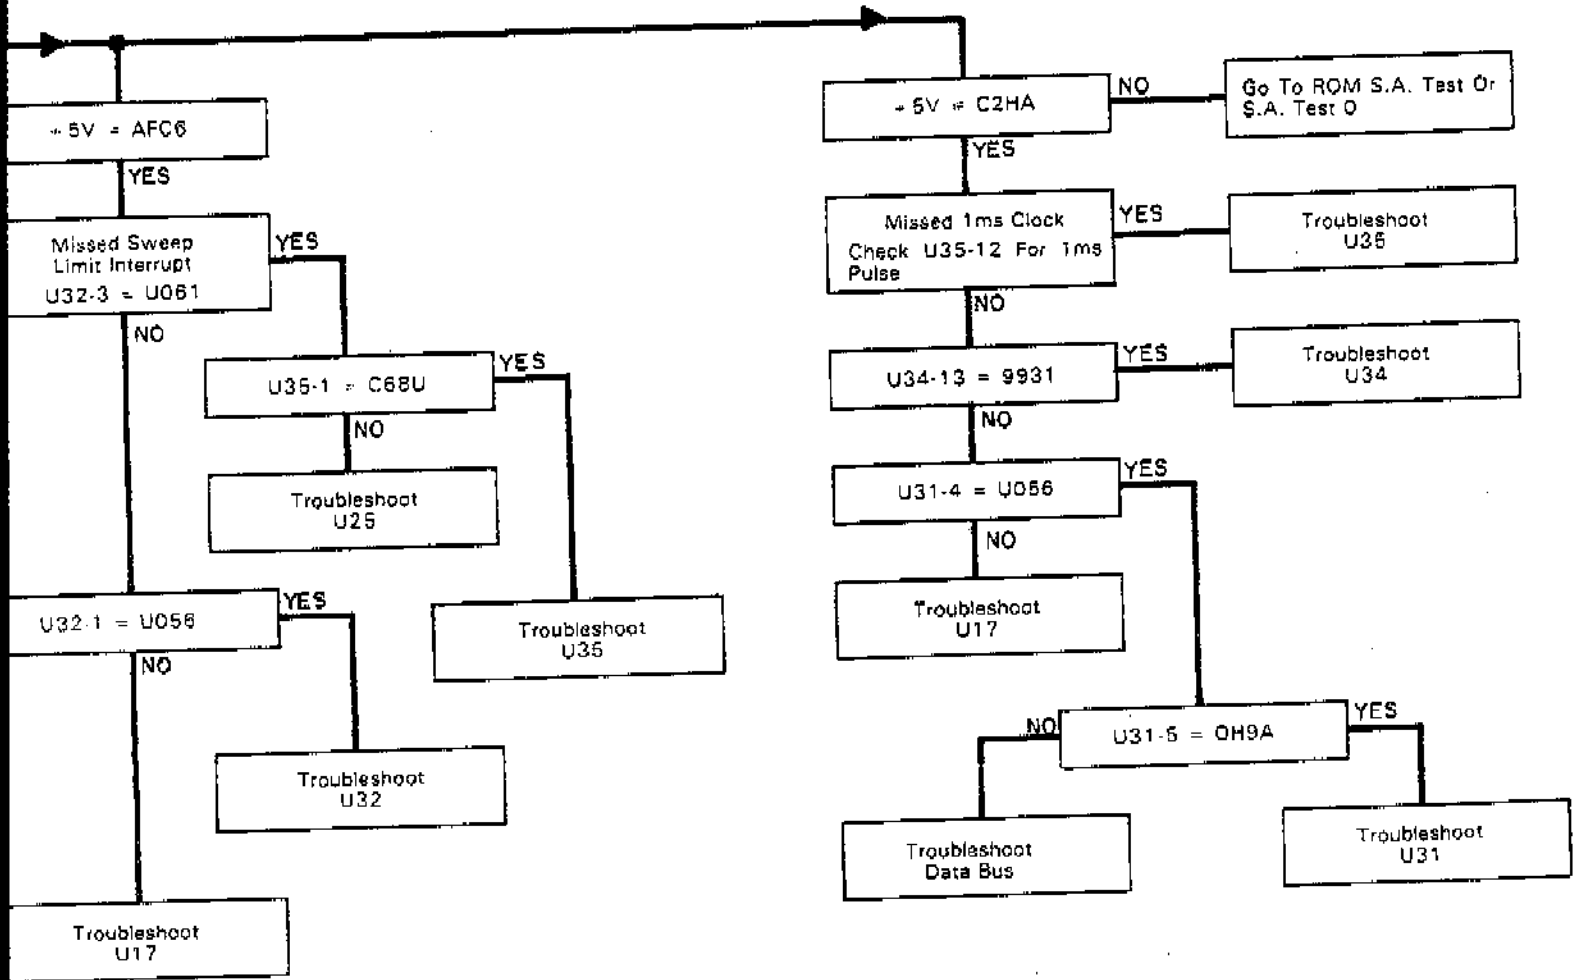 +5V = AFC6
YES
Missed Sweep
Limit Interrupt
U32-3 = U061
YES
NO
U35-1 = C68U
YES
NO
Troubleshoot
U25
Troubleshoot
U35
U32-1 = U056
YES
NO
Troubleshoot
U32
Troubleshoot
U17
+5V = C2HA
NO
Go To ROM S.A. Test Or
S.A. Test 0
YES
Missed 1ms Clock
Check U35-12 For 1ms
Pulse
YES
Troubleshoot
U35
NO
U34-13 = 9931
YES
Troubleshoot
U34
NO
U31-4 = U056
YES
NO
Troubleshoot
U17
NO
U31-5 = 0H9A
YES
Troubleshoot
Data Bus
Troubleshoot
U31